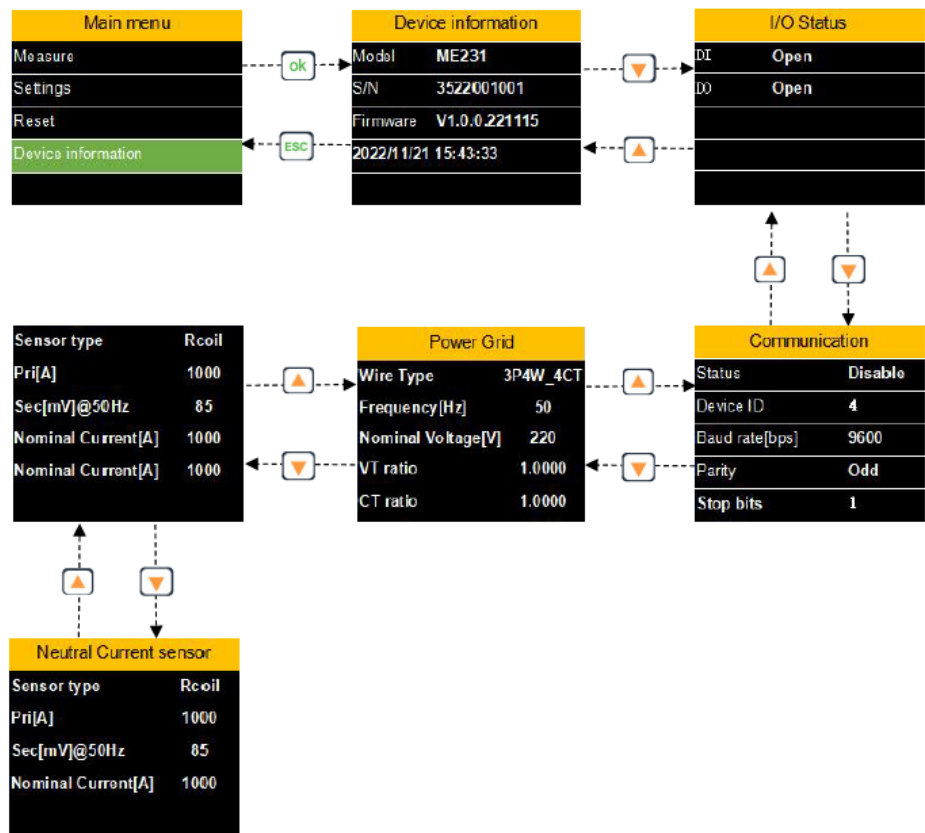 Main menu
Measure
Settings
Reset
Device information
ok
ESC
Device information
Model ME231
S/N 3522001001
Firmware V1.0.0.221115
2022/11/21 15:43:33
I/O Status
DI Open
DO Open
Sensor type Rcoil
Pri[A] 1000
Sec[mV]@50Hz 85
Nominal Current[A] 1000
Nominal Current[A] 1000
Power Grid
Wire Type 3P4W_4CT
Frequency[Hz] 50
Nominal Voltage[V] 220
VT ratio 1.0000
CT ratio 1.0000
Communication
Status Disable
Device ID 4
Baud rate[bps] 9600
Parity Odd
Stop bits 1
Neutral Current sensor
Sensor type Rcoil
Pri[A] 1000
Sec[mV]@50Hz 85
Nominal Current[A] 1000